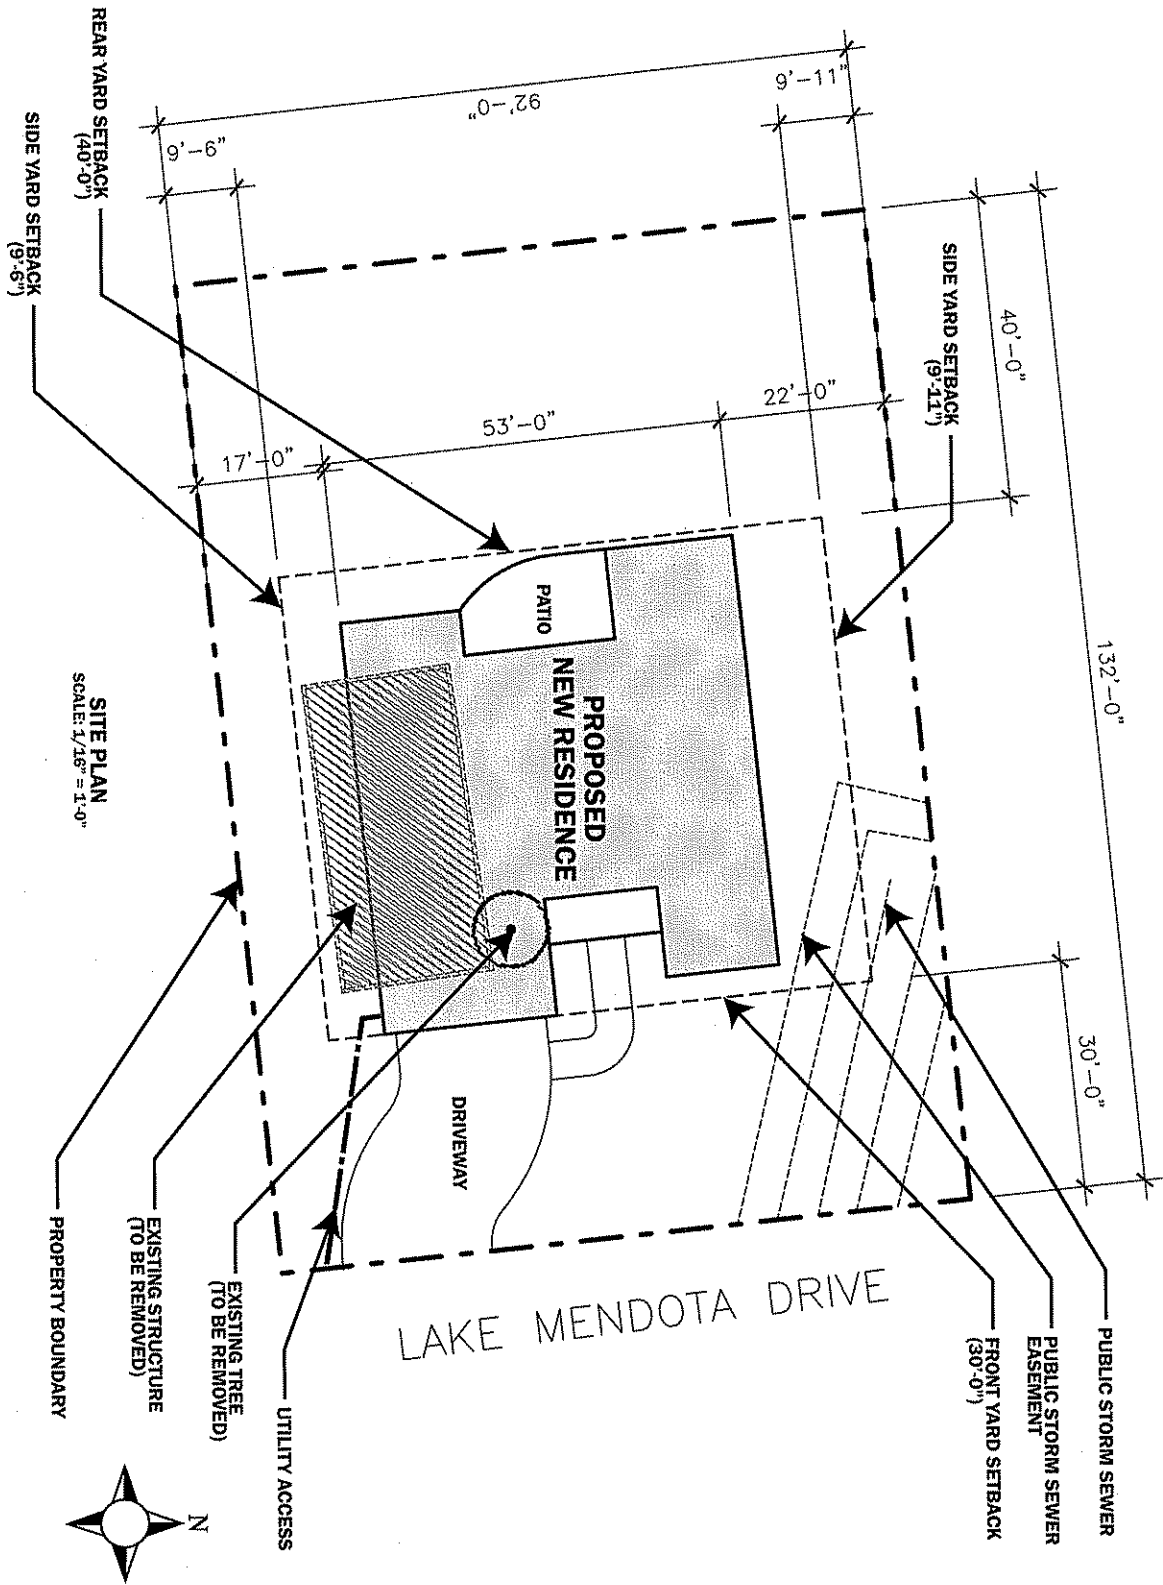 REAR YARD SETBACK
(40'-0")
SIDE YARD SETBACK
(9'-6")
9'-6"
92'-0"
9'-11"
SIDE YARD SETBACK
(9'-11")
40'-0"
132'-0"
30'-0"
17'-0"
53'-0"
22'-0"
PATIO
PROPOSED
NEW RESIDENCE
DRIVEWAY
SITE PLAN
SCALE: 1/16" = 1'-0"
LAKE MENDOTA DRIVE
PUBLIC STORM SEWER
PUBLIC STORM SEWER
EASEMENT
FRONT YARD SETBACK
(30'-0")
UTILITY ACCESS
EXISTING TREE
(TO BE REMOVED)
EXISTING STRUCTURE
(TO BE REMOVED)
PROPERTY BOUNDARY
N